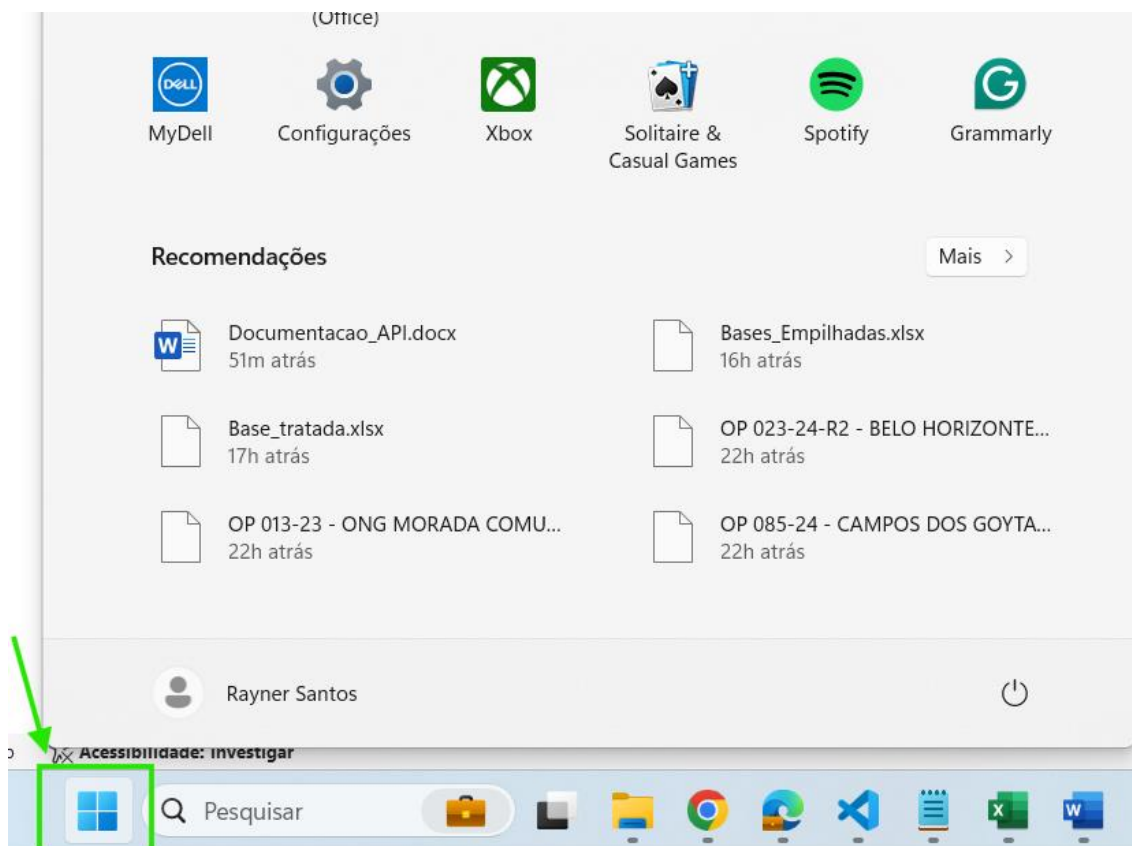 (Office)
DELL
MyDell
Configurações
Xbox
Solitaire &
Casual Games
Spotify
G
Grammarly
Recomendações
Mais
W
Documentacao_API.docx
51m atrás
Bases_Empilhadas.xlsx
16h atrás
Base_tratada.xlsx
17h atrás
OP 023-24-R2 - BELO HORIZONTE...
22h atrás
OP 013-23 - ONG MORADA COMU...
22h atrás
OP 085-24 - CAMPOS DOS GOYTA...
22h atrás
Rayner Santos
Acessibilidade: Investigar
Pesquisar
X
W